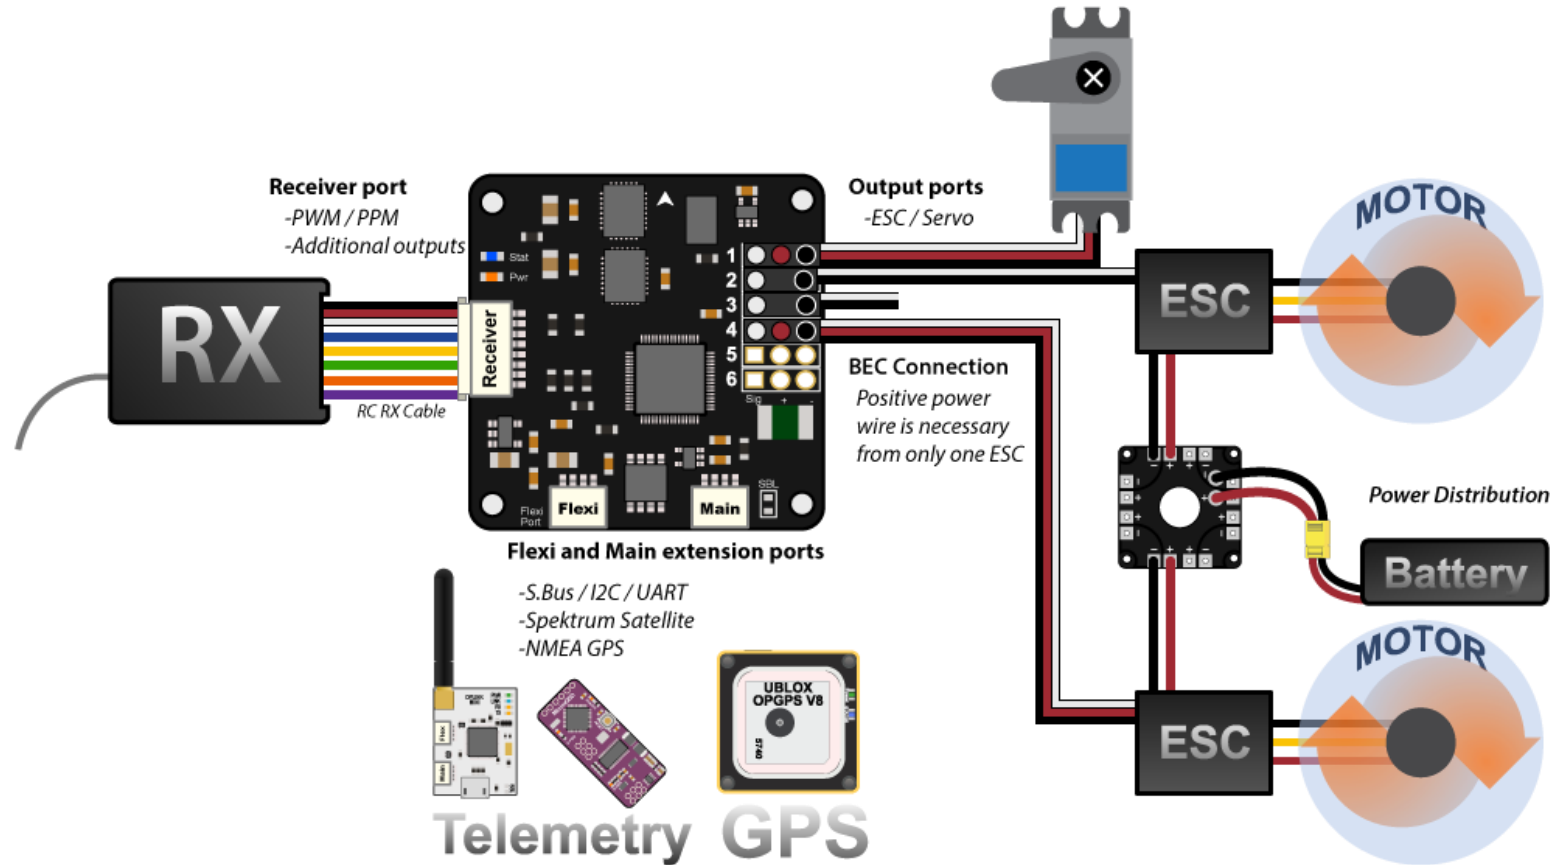 Receiver port
-PWM / PPM
-Additional outputs
RX
RC RX Cable
Receiver
Stat
Pwr
1
2
3
4
5
6
Sig + -
Flexi
Port
Flexi
Main
SBL
Output ports
-ESC / Servo
BEC Connection
Positive power
wire is necessary
from only one ESC
ESC
MOTOR
Power Distribution
Battery
ESC
MOTOR
Flexi and Main extension ports
-S.Bus / I2C / UART
-Spektrum Satellite
-NMEA GPS
Flexi
Main
UBLOX
OPGPS V8
5740
Telemetry
GPS